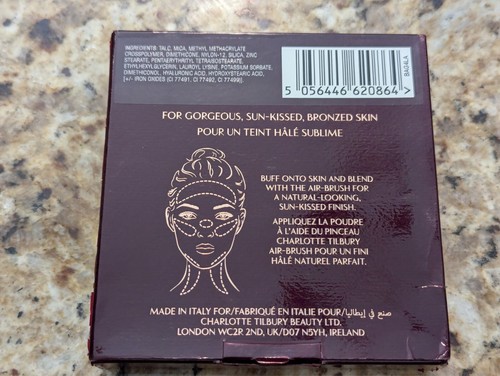 INGREDIENTS: TALC, MICA, METHYL METHACRYLATE
CROSSPOLYMER, DIMETHICONE, NYLON-12, SILICA, ZINC
STEARATE, PENTAERYTHRITYL TETRAISOSTEARATE,
ETHYLHEXYLGLYCERIN, LAUROYL LYSINE, POTASSIUM SORBATE,
DIMETHICONOL, HYALURONIC ACID, HYDROXYSTEARIC ACID,
[+/- IRON OXIDES (CI 77491, CI 77492, CI 77499)].
5 056446 620864 >
BA04LA
FOR GORGEOUS, SUN-KISSED, BRONZED SKIN
POUR UN TEINT HÂLÉ SUBLIME
BUFF ONTO SKIN AND BLEND
WITH THE AIR-BRUSH FOR
A NATURAL-LOOKING,
SUN-KISSED FINISH.
APPLIQUEZ LA POUDRE
À L'AIDE DU PINCEAU
CHARLOTTE TILBURY
AIR-BRUSH POUR UN FINI
HÂLÉ NATUREL PARFAIT.
MADE IN ITALY FOR/FABRIQUÉ EN ITALIE POUR/صنع في إيطاليا
CHARLOTTE TILBURY BEAUTY LTD.
LONDON WC2R 2ND, UK/D07 N5YH, IRELAND